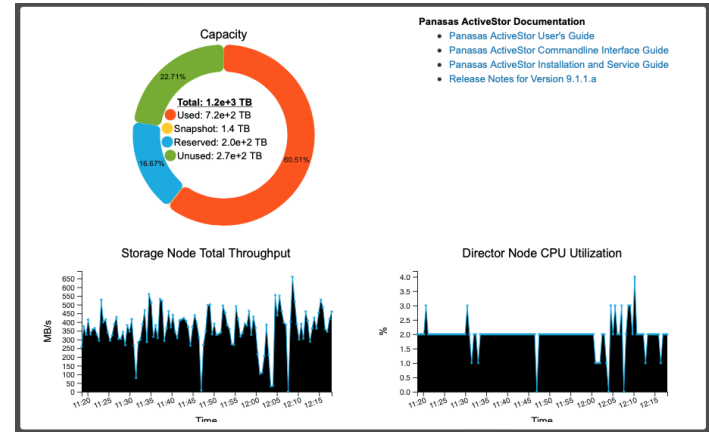 Capacity
22.71%
Total: 1.2e+3 TB
Used: 7.2e+2 TB
Snapshot: 1.4 TB
Reserved: 2.0e+2 TB
Unused: 2.7e+2 TB
16.67%
60.51%
Panasas ActiveStor Documentation
Panasas ActiveStor User's Guide
Panasas ActiveStor Commandline Interface Guide
Panasas ActiveStor Installation and Service Guide
Release Notes for Version 9.1.1.a
Storage Node Total Throughput
MB/s
650
600
550
500
450
400
350
300
250
200
150
100
50
0
11:20 11:25 11:30 11:35 11:40 11:45 11:50 11:55 12:00 12:05 12:10 12:15
Time
Director Node CPU Utilization
%
4.0
3.5
3.0
2.5
2.0
1.5
1.0
0.5
0.0
11:20 11:25 11:30 11:35 11:40 11:45 11:50 11:55 12:00 12:05 12:10 12:15
Time